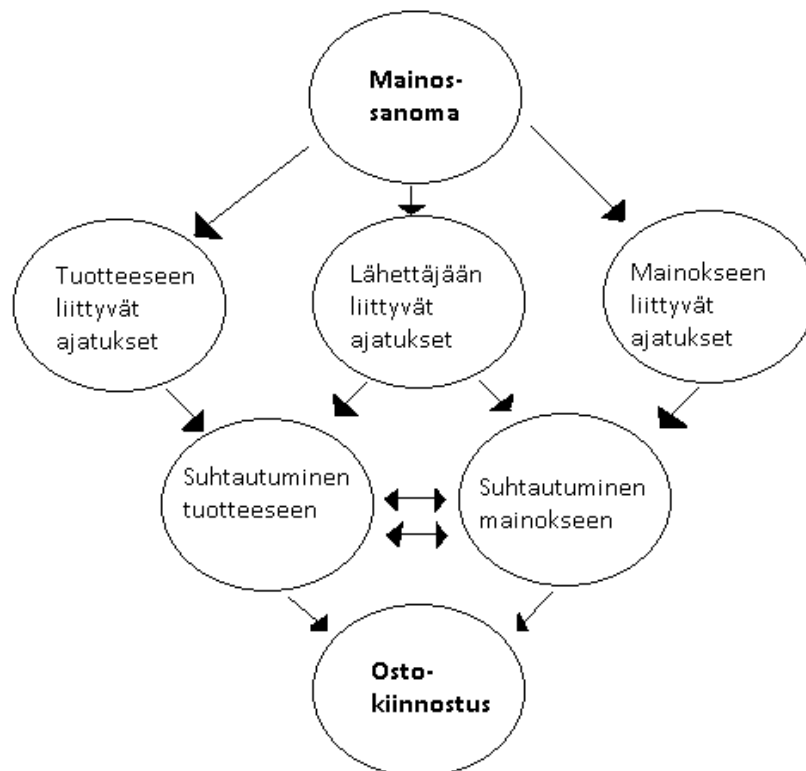 Mainos-
sanoma
Tuotteeseen
liittyvät
ajatukset
Lähettäjään
liittyvät
ajatukset
Mainokseen
liittyvät
ajatukset
Suhtautuminen
tuotteeseen
Suhtautuminen
mainokseen
Osto-
kiinnostus